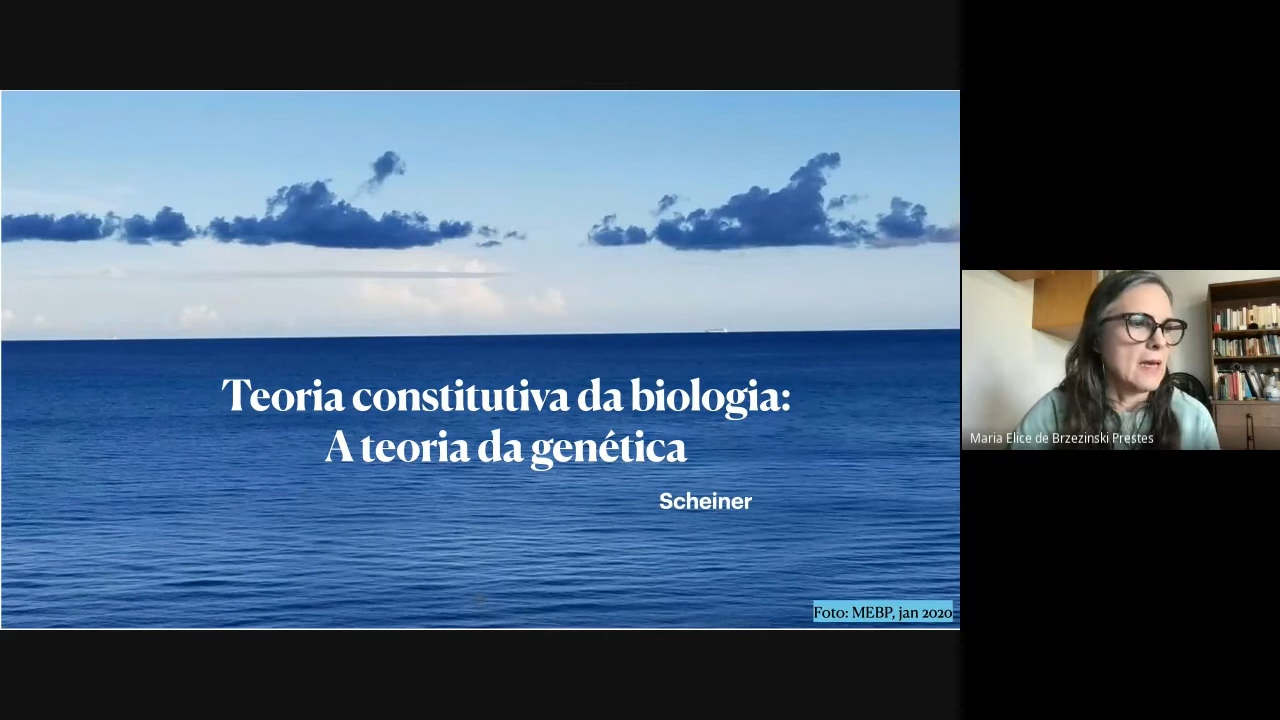 Teoria constitutiva da biologia:
A teoria da genética
Scheiner
Foto: MEBP, jan 2020
Maria Elice de Brzezinski Prestes